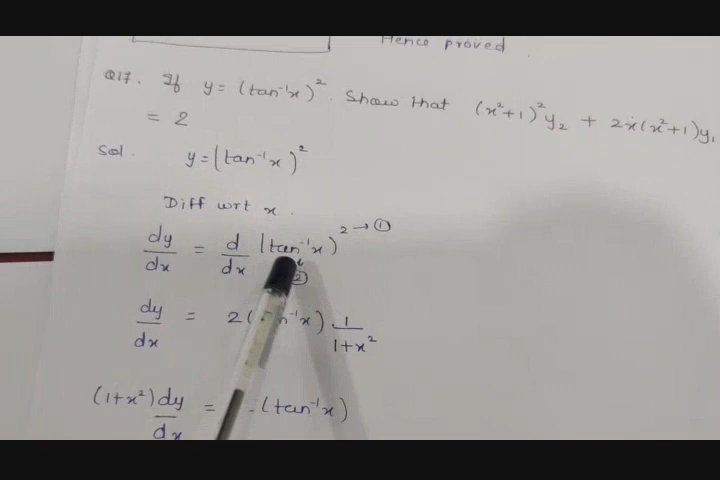 Hence proved.
Q17. If y = (tan⁻¹x)². Show that (x²+1)²y₂ + 2x(x²+1)y₁
= 2
Sol. y = (tan⁻¹x)²
Diff wrt x.
dy/dx = d/dx (tan⁻¹x)² → ①
②
dy/dx = 2( n⁻¹x) 1/1+x²
(1+x²) dy/dx = (tan⁻¹x)